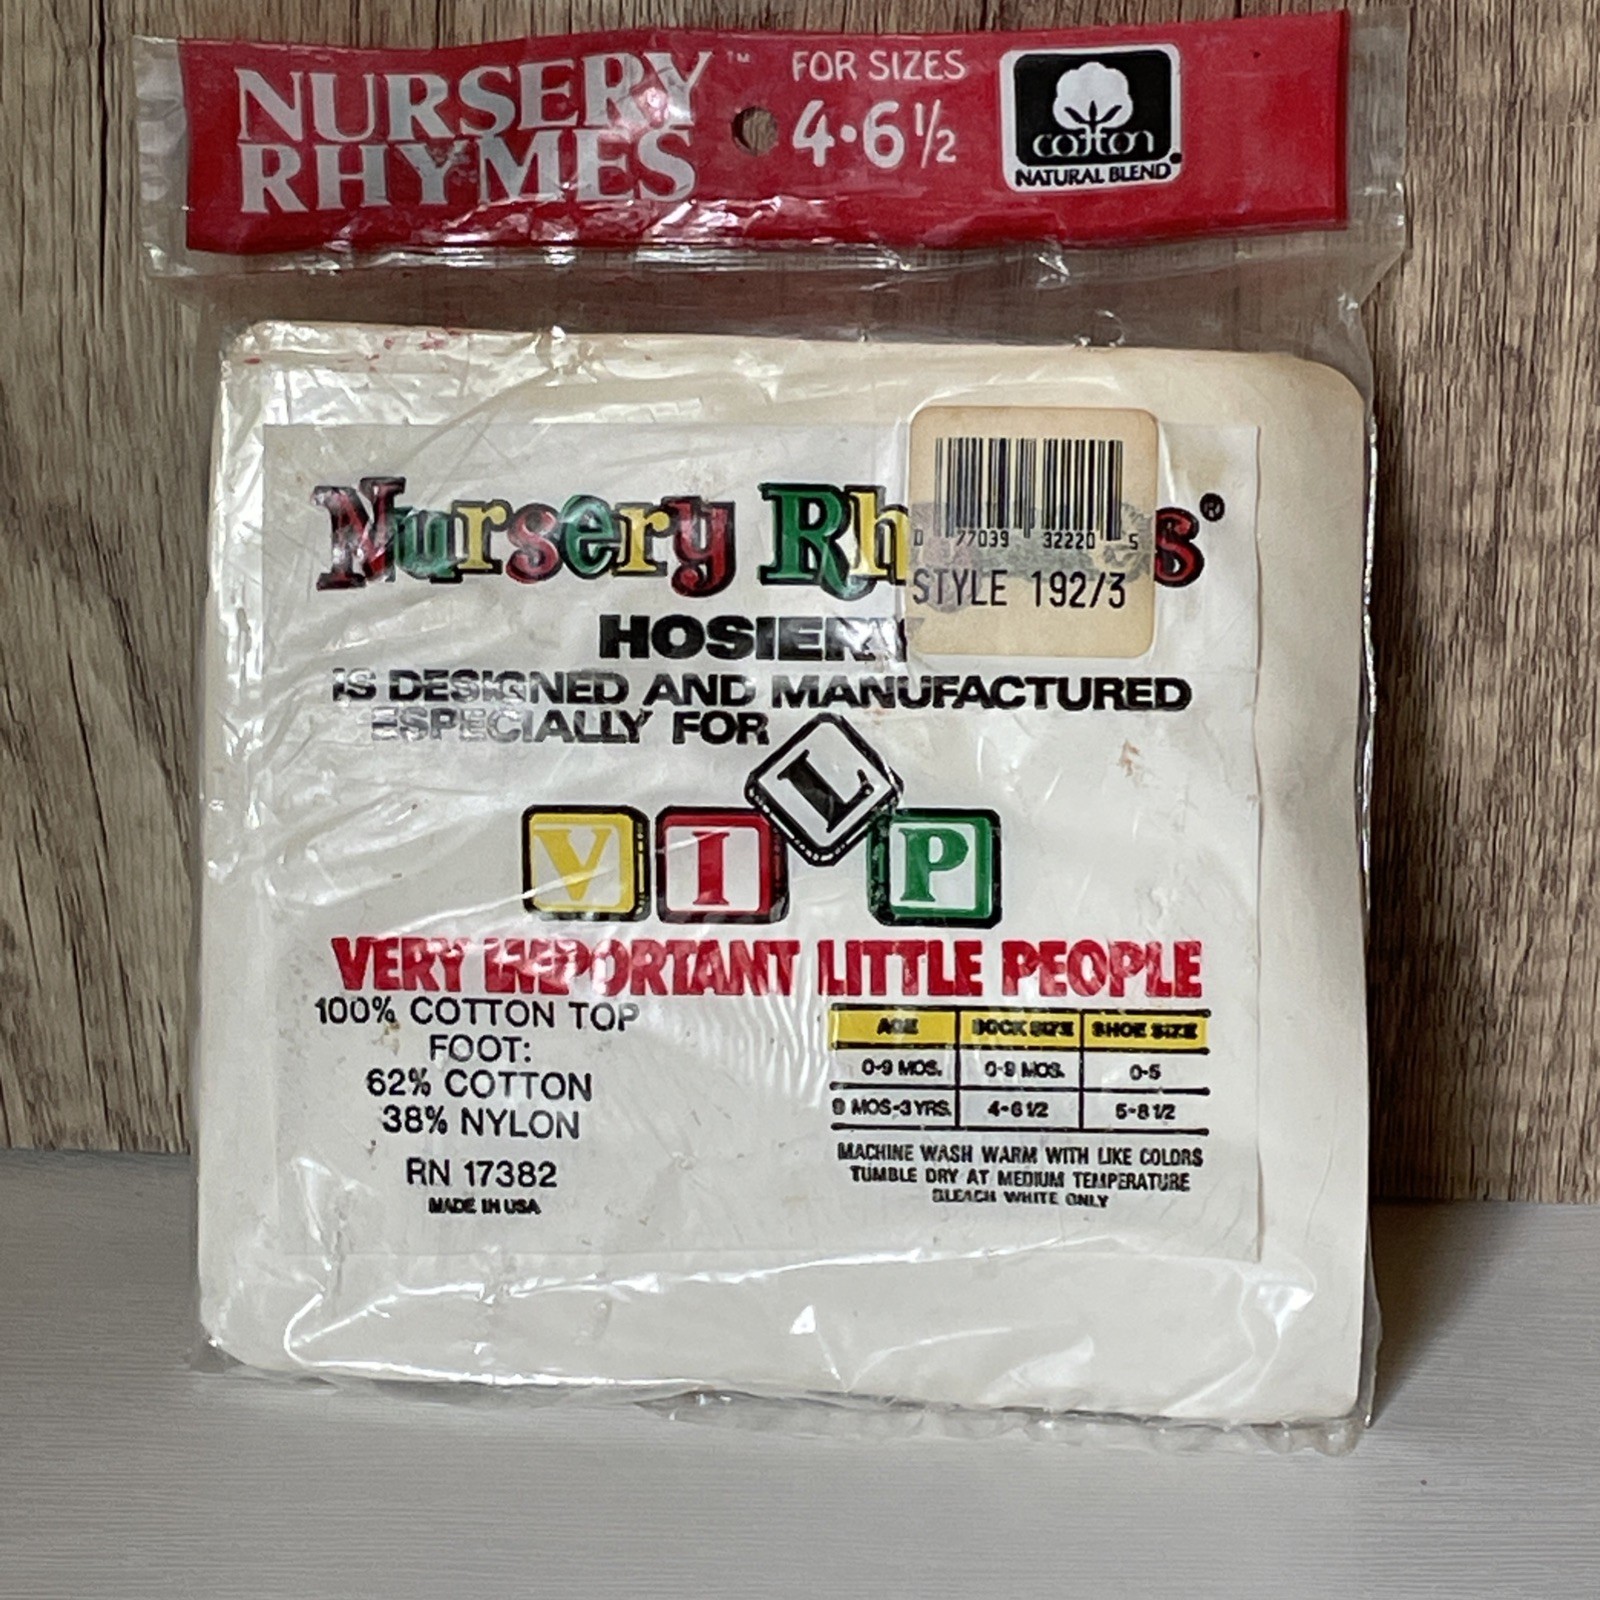 NURSERY™
RHYMES
FOR SIZES
4·6½
cotton
NATURAL BLEND
Nursery Rh s®
0 77039 32220 5
STYLE 192/3
HOSIERY
IS DESIGNED AND MANUFACTURED
ESPECIALLY FOR
V I L P
VERY IMPORTANT LITTLE PEOPLE
100% COTTON TOP
FOOT:
62% COTTON
38% NYLON
RN 17382
MADE IN USA
AGE SOCK SIZE SHOE SIZE
0-9 MOS. 0-9 MOS. 0-5
9 MOS-3 YRS. 4-6 1/2 5-8 1/2
MACHINE WASH WARM WITH LIKE COLORS
TUMBLE DRY AT MEDIUM TEMPERATURE
BLEACH WHITE ONLY